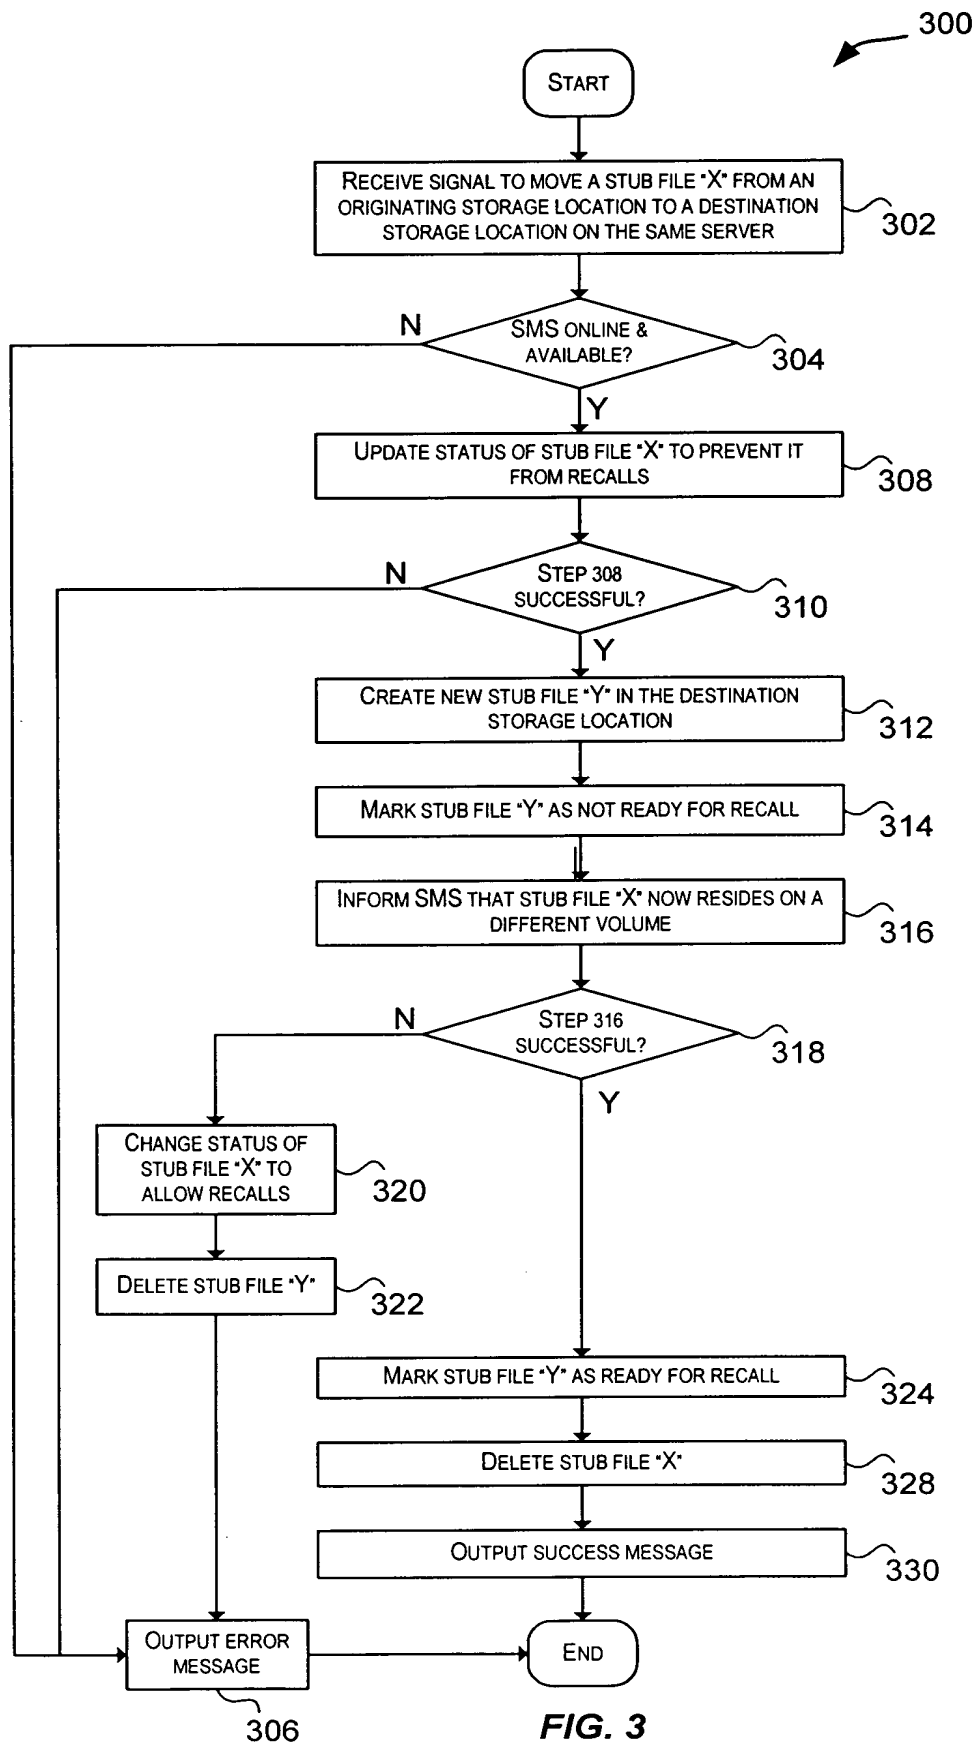 300
START
RECEIVE SIGNAL TO MOVE A STUB FILE "X" FROM AN
ORIGINATING STORAGE LOCATION TO A DESTINATION
STORAGE LOCATION ON THE SAME SERVER
302
N
SMS ONLINE &
AVAILABLE?
304
Y
UPDATE STATUS OF STUB FILE "X" TO PREVENT IT
FROM RECALLS
308
N
STEP 308
SUCCESSFUL?
310
Y
CREATE NEW STUB FILE "Y" IN THE DESTINATION
STORAGE LOCATION
312
MARK STUB FILE "Y" AS NOT READY FOR RECALL
314
INFORM SMS THAT STUB FILE "X" NOW RESIDES ON A
DIFFERENT VOLUME
316
N
STEP 316
SUCCESSFUL?
318
Y
CHANGE STATUS OF
STUB FILE "X" TO
ALLOW RECALLS
320
DELETE STUB FILE "Y"
322
MARK STUB FILE "Y" AS READY FOR RECALL
324
DELETE STUB FILE "X"
328
OUTPUT SUCCESS MESSAGE
330
OUTPUT ERROR
MESSAGE
306
END
FIG. 3